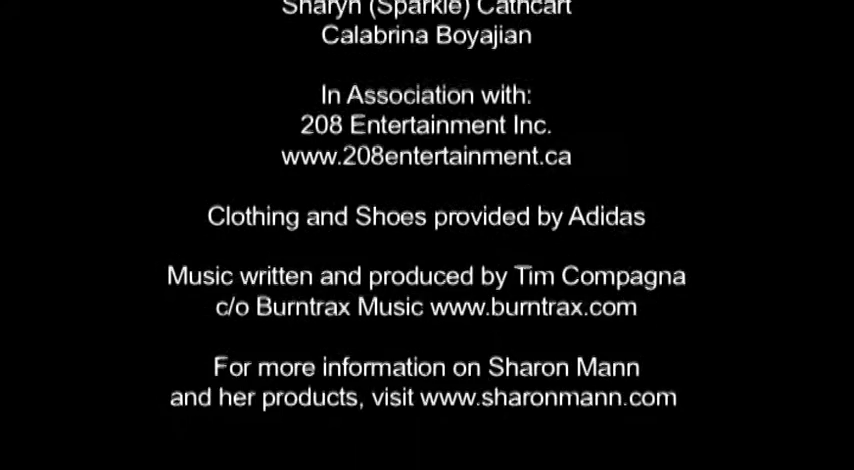 Sharyn (Sparkle) Cathcart
Calabrina Boyajian
In Association with:
208 Entertainment Inc.
www.208entertainment.ca
Clothing and Shoes provided by Adidas
Music written and produced by Tim Compagna
c/o Burntrax Music www.burntrax.com
For more information on Sharon Mann
and her products, visit www.sharonmann.com